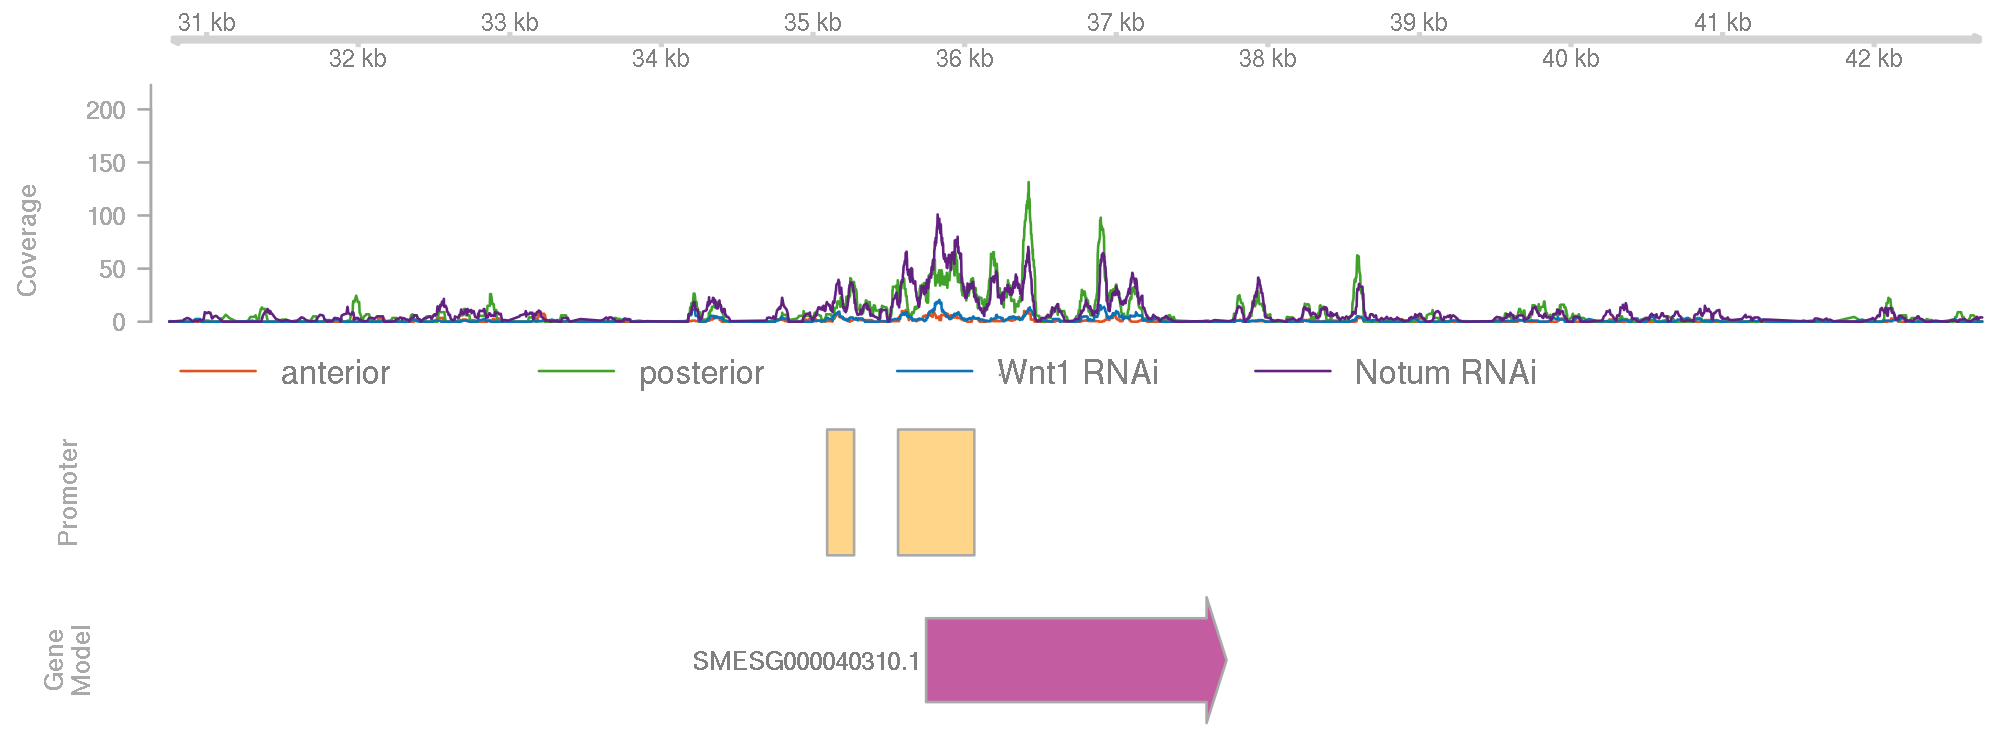 31 kb 33 kb 35 kb 37 kb 39 kb 41 kb
32 kb 34 kb 36 kb 38 kb 40 kb 42 kb
Coverage
200
150
100
50
0
anterior posterior Wnt1 RNAi Notum RNAi
Promoter
Gene
Model
SMESG000040310.1